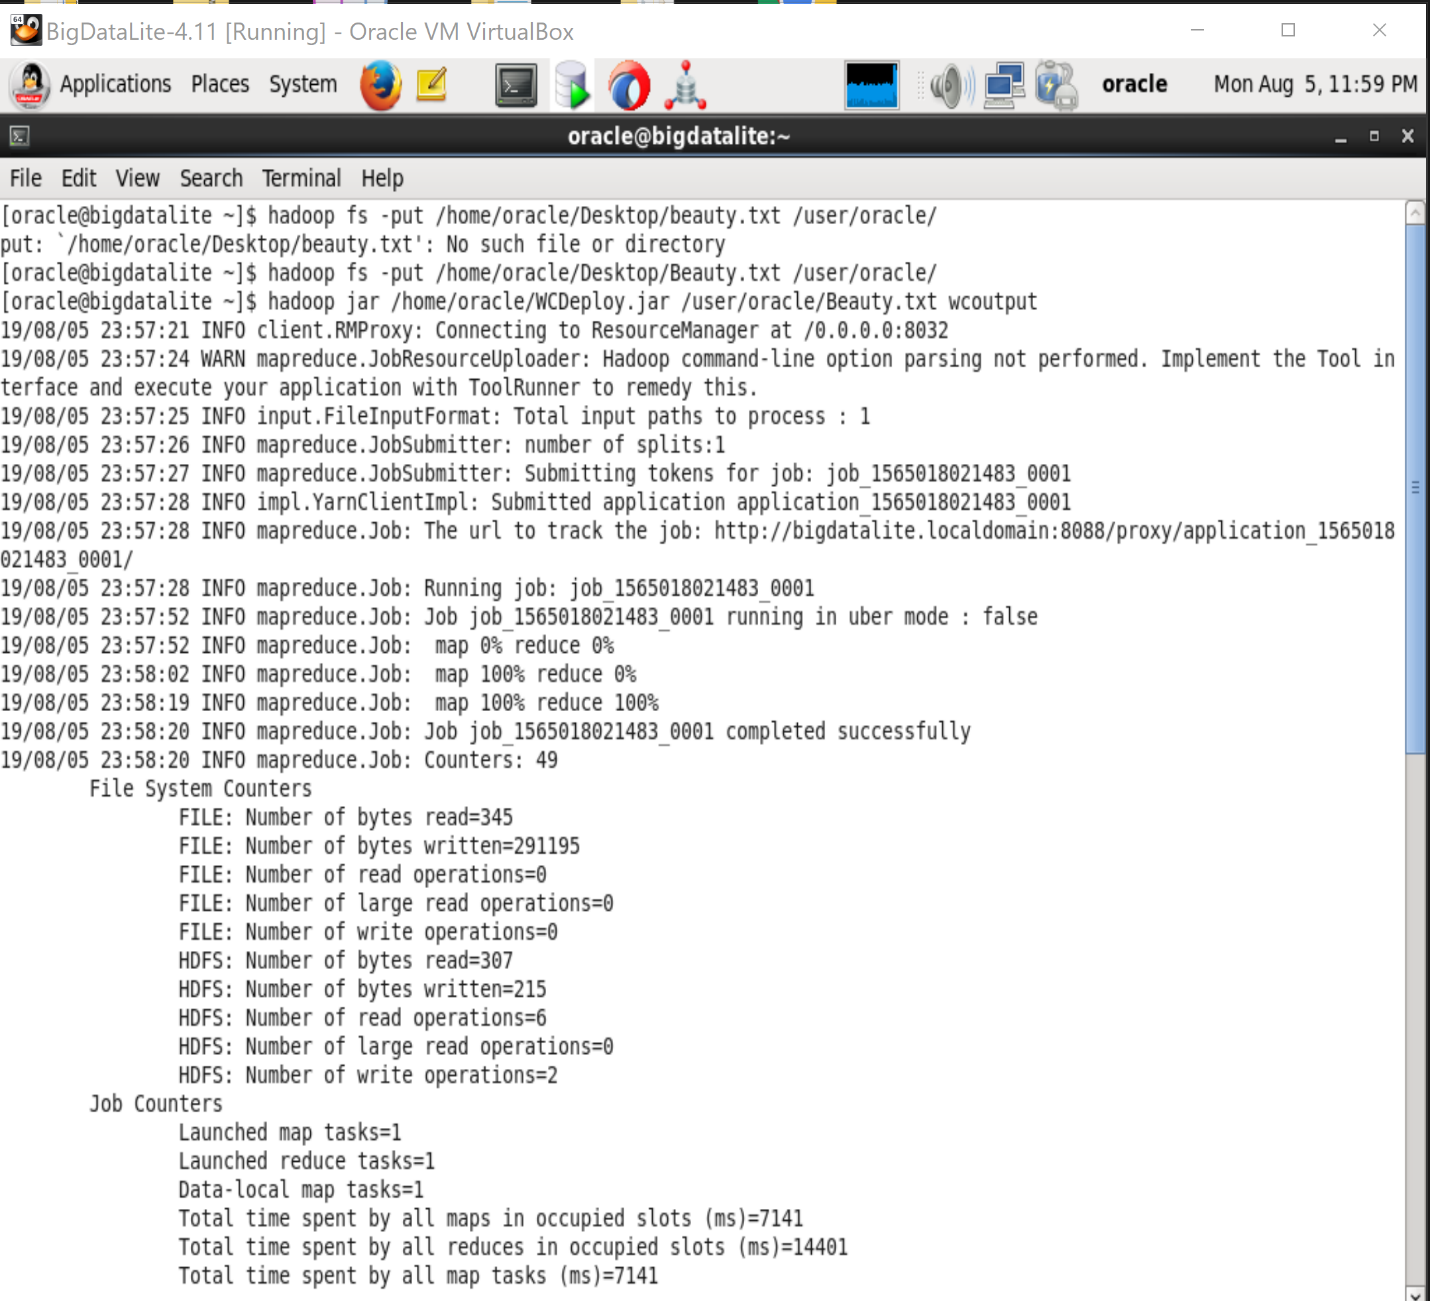 BigDataLite-4.11 [Running] - Oracle VM VirtualBox
Applications Places System oracle Mon Aug 5, 11:59 PM
oracle@bigdatalite:~
File Edit View Search Terminal Help
[oracle@bigdatalite ~]$ hadoop fs -put /home/oracle/Desktop/beauty.txt /user/oracle/
put: `/home/oracle/Desktop/beauty.txt': No such file or directory
[oracle@bigdatalite ~]$ hadoop fs -put /home/oracle/Desktop/Beauty.txt /user/oracle/
[oracle@bigdatalite ~]$ hadoop jar /home/oracle/WCDeploy.jar /user/oracle/Beauty.txt wcoutput
19/08/05 23:57:21 INFO client.RMProxy: Connecting to ResourceManager at /0.0.0.0:8032
19/08/05 23:57:24 WARN mapreduce.JobResourceUploader: Hadoop command-line option parsing not performed. Implement the Tool in
terface and execute your application with ToolRunner to remedy this.
19/08/05 23:57:25 INFO input.FileInputFormat: Total input paths to process : 1
19/08/05 23:57:26 INFO mapreduce.JobSubmitter: number of splits:1
19/08/05 23:57:27 INFO mapreduce.JobSubmitter: Submitting tokens for job: job_1565018021483_0001
19/08/05 23:57:28 INFO impl.YarnClientImpl: Submitted application application_1565018021483_0001
19/08/05 23:57:28 INFO mapreduce.Job: The url to track the job: http://bigdatalite.localdomain:8088/proxy/application_1565018
021483_0001/
19/08/05 23:57:28 INFO mapreduce.Job: Running job: job_1565018021483_0001
19/08/05 23:57:52 INFO mapreduce.Job: Job job_1565018021483_0001 running in uber mode : false
19/08/05 23:57:52 INFO mapreduce.Job:  map 0% reduce 0%
19/08/05 23:58:02 INFO mapreduce.Job:  map 100% reduce 0%
19/08/05 23:58:19 INFO mapreduce.Job:  map 100% reduce 100%
19/08/05 23:58:20 INFO mapreduce.Job: Job job_1565018021483_0001 completed successfully
19/08/05 23:58:20 INFO mapreduce.Job: Counters: 49
File System Counters
FILE: Number of bytes read=345
FILE: Number of bytes written=291195
FILE: Number of read operations=0
FILE: Number of large read operations=0
FILE: Number of write operations=0
HDFS: Number of bytes read=307
HDFS: Number of bytes written=215
HDFS: Number of read operations=6
HDFS: Number of large read operations=0
HDFS: Number of write operations=2
Job Counters
Launched map tasks=1
Launched reduce tasks=1
Data-local map tasks=1
Total time spent by all maps in occupied slots (ms)=7141
Total time spent by all reduces in occupied slots (ms)=14401
Total time spent by all map tasks (ms)=7141